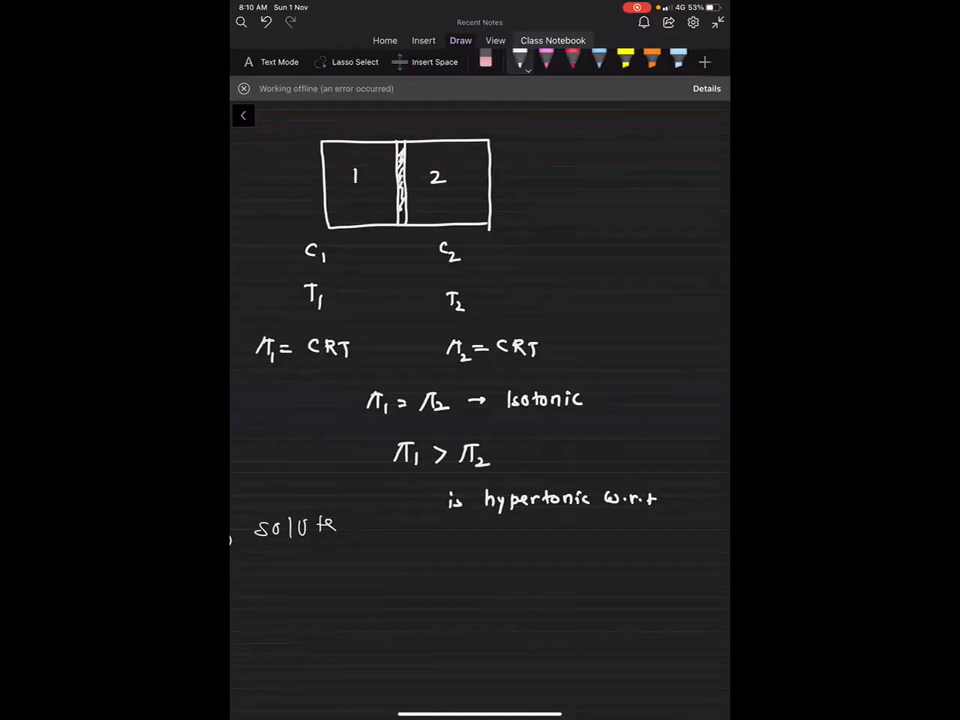 8:10 AM Sun 1 Nov
4G 53%
Recent Notes
Home Insert Draw View Class Notebook
Text Mode Lasso Select Insert Space
Working offline (an error occurred) Details
1 2
C₁ C₂
T₁ T₂
π₁ = CRT π₂ = CRT
π₁ = π₂ → Isotonic
π₁ > π₂
is hypertonic w.r.t
solute